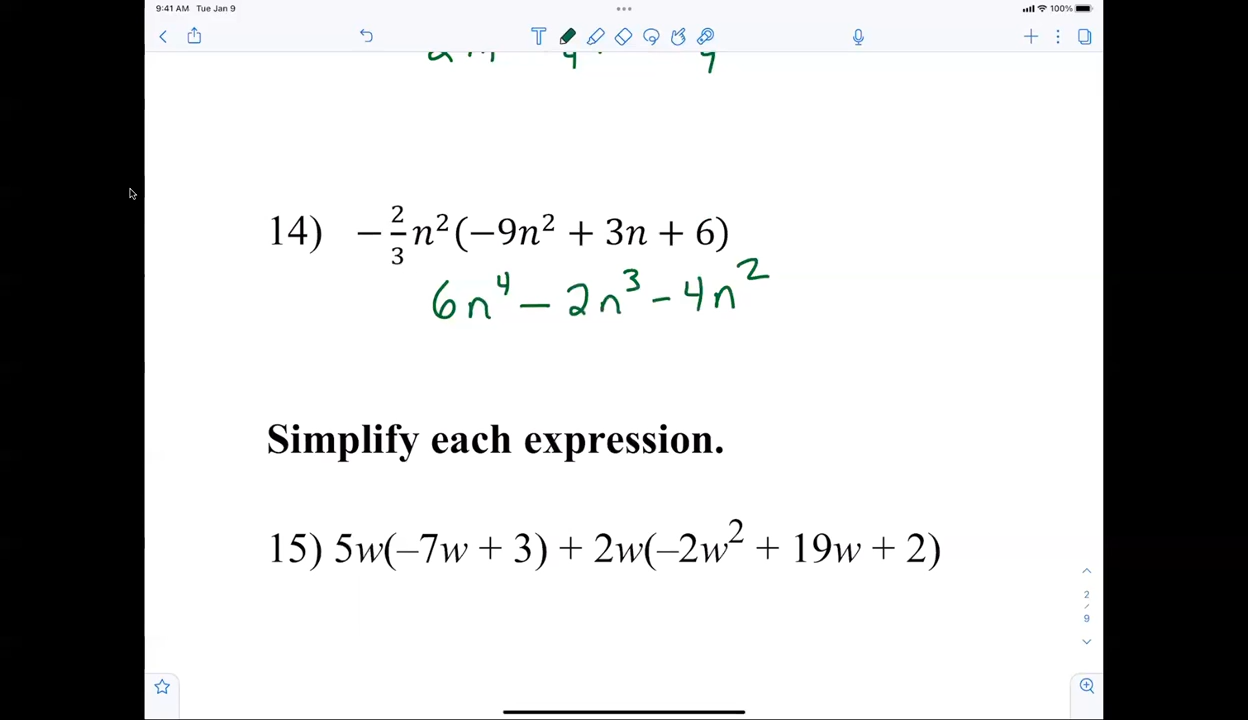 9:41 AM Tue Jan 9
100%
14) −2/3n²(−9n² + 3n + 6)
6n⁴ − 2n³ − 4n²
Simplify each expression.
15) 5w(–7w + 3) + 2w(–2w² + 19w + 2)
2
/
9